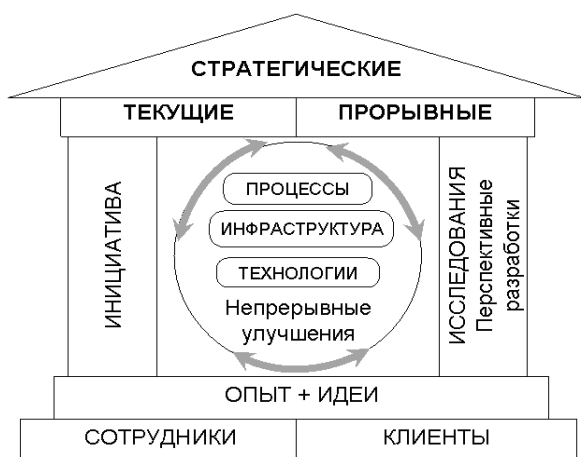 СТРАТЕГИЧЕСКИЕ
ТЕКУЩИЕ
ПРОРЫВНЫЕ
ИНИЦИАТИВА
ПРОЦЕССЫ
ИНФРАСТРУКТУРА
ТЕХНОЛОГИИ
Непрерывные
улучшения
ИССЛЕДОВАНИЯ
Перспективные
разработки
ОПЫТ + ИДЕИ
СОТРУДНИКИ
КЛИЕНТЫ